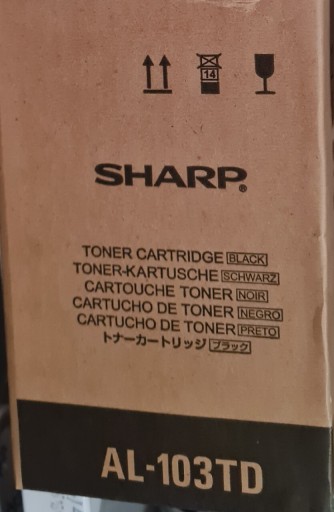 14
SHARP®
TONER CARTRIDGE BLACK
TONER-KARTUSCHE SCHWARZ
CARTOUCHE TONER NOIR
CARTUCHO DE TONER NEGRO
CARTUCHO DE TONER PRETO
トナーカートリッジ ブラック
AL-103TD